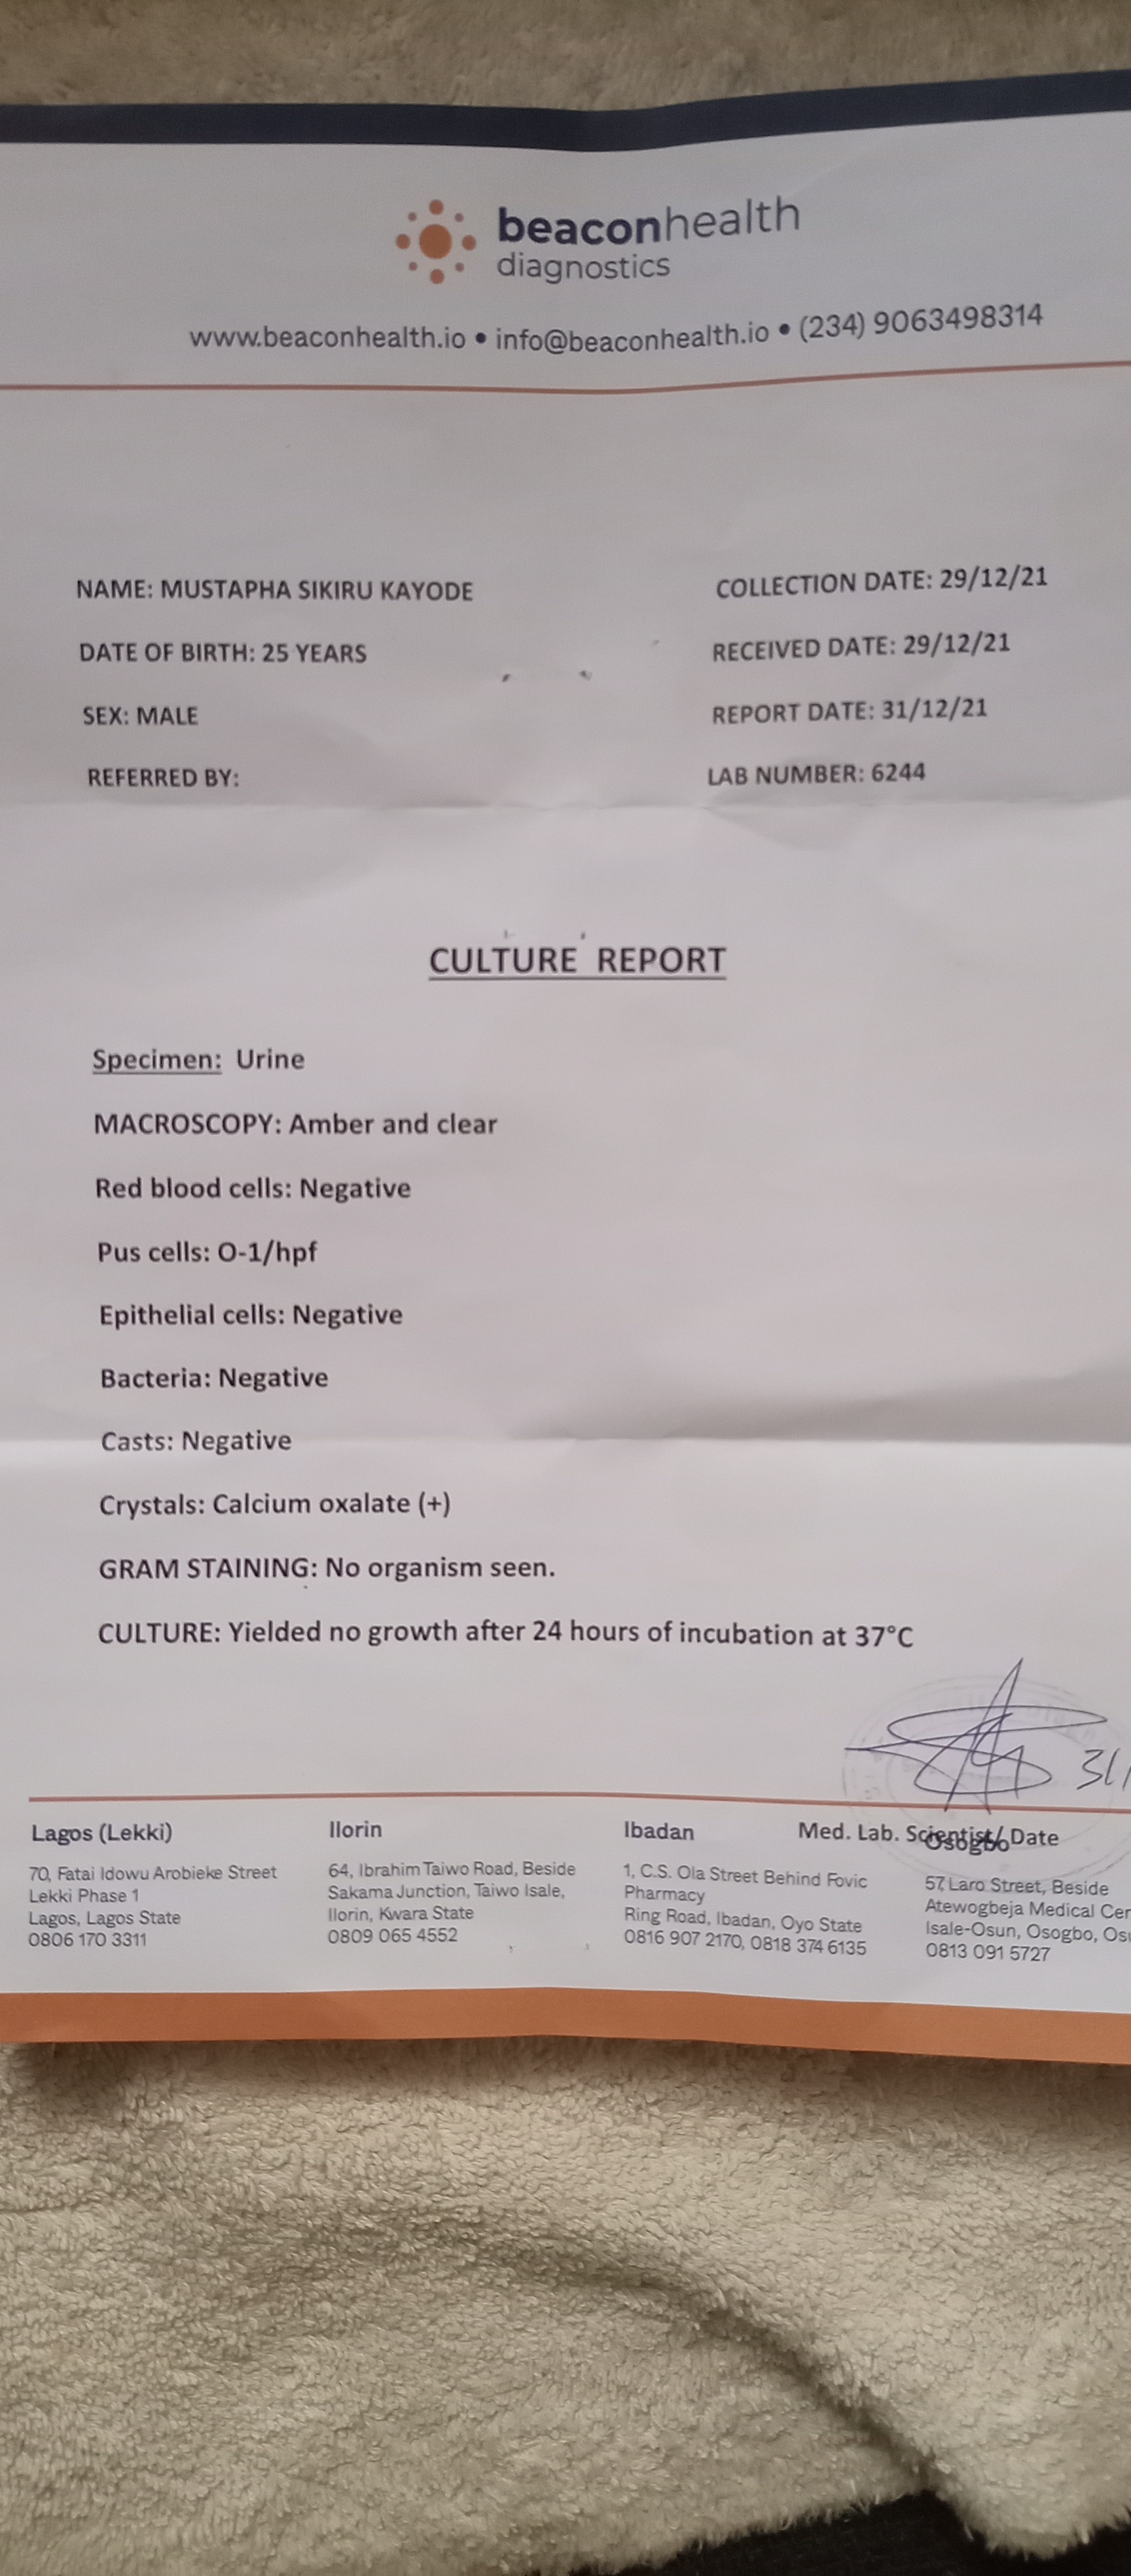 beaconhealth
diagnostics
www.beaconhealth.io • info@beaconhealth.io • (234) 9063498314
NAME: MUSTAPHA SIKIRU KAYODE
COLLECTION DATE: 29/12/21
DATE OF BIRTH: 25 YEARS
RECEIVED DATE: 29/12/21
SEX: MALE
REPORT DATE: 31/12/21
REFERRED BY:
LAB NUMBER: 6244
CULTURE REPORT
Specimen: Urine
MACROSCOPY: Amber and clear
Red blood cells: Negative
Pus cells: O-1/hpf
Epithelial cells: Negative
Bacteria: Negative
Casts: Negative
Crystals: Calcium oxalate (+)
GRAM STAINING: No organism seen.
CULTURE: Yielded no growth after 24 hours of incubation at 37°C
31/
Med. Lab. Scientist/ Date
Lagos (Lekki)
70, Fatai Idowu Arobieke Street
Lekki Phase 1
Lagos, Lagos State
0806 170 3311
Ilorin
64, Ibrahim Taiwo Road, Beside
Sakama Junction, Taiwo Isale,
Ilorin, Kwara State
0809 065 4552
Ibadan
1, C.S. Ola Street Behind Fovic
Pharmacy
Ring Road, Ibadan, Oyo State
0816 907 2170, 0818 374 6135
Osogbo
57, Laro Street, Beside
Atewogbeja Medical Cen
Isale-Osun, Osogbo, Osu
0813 091 5727